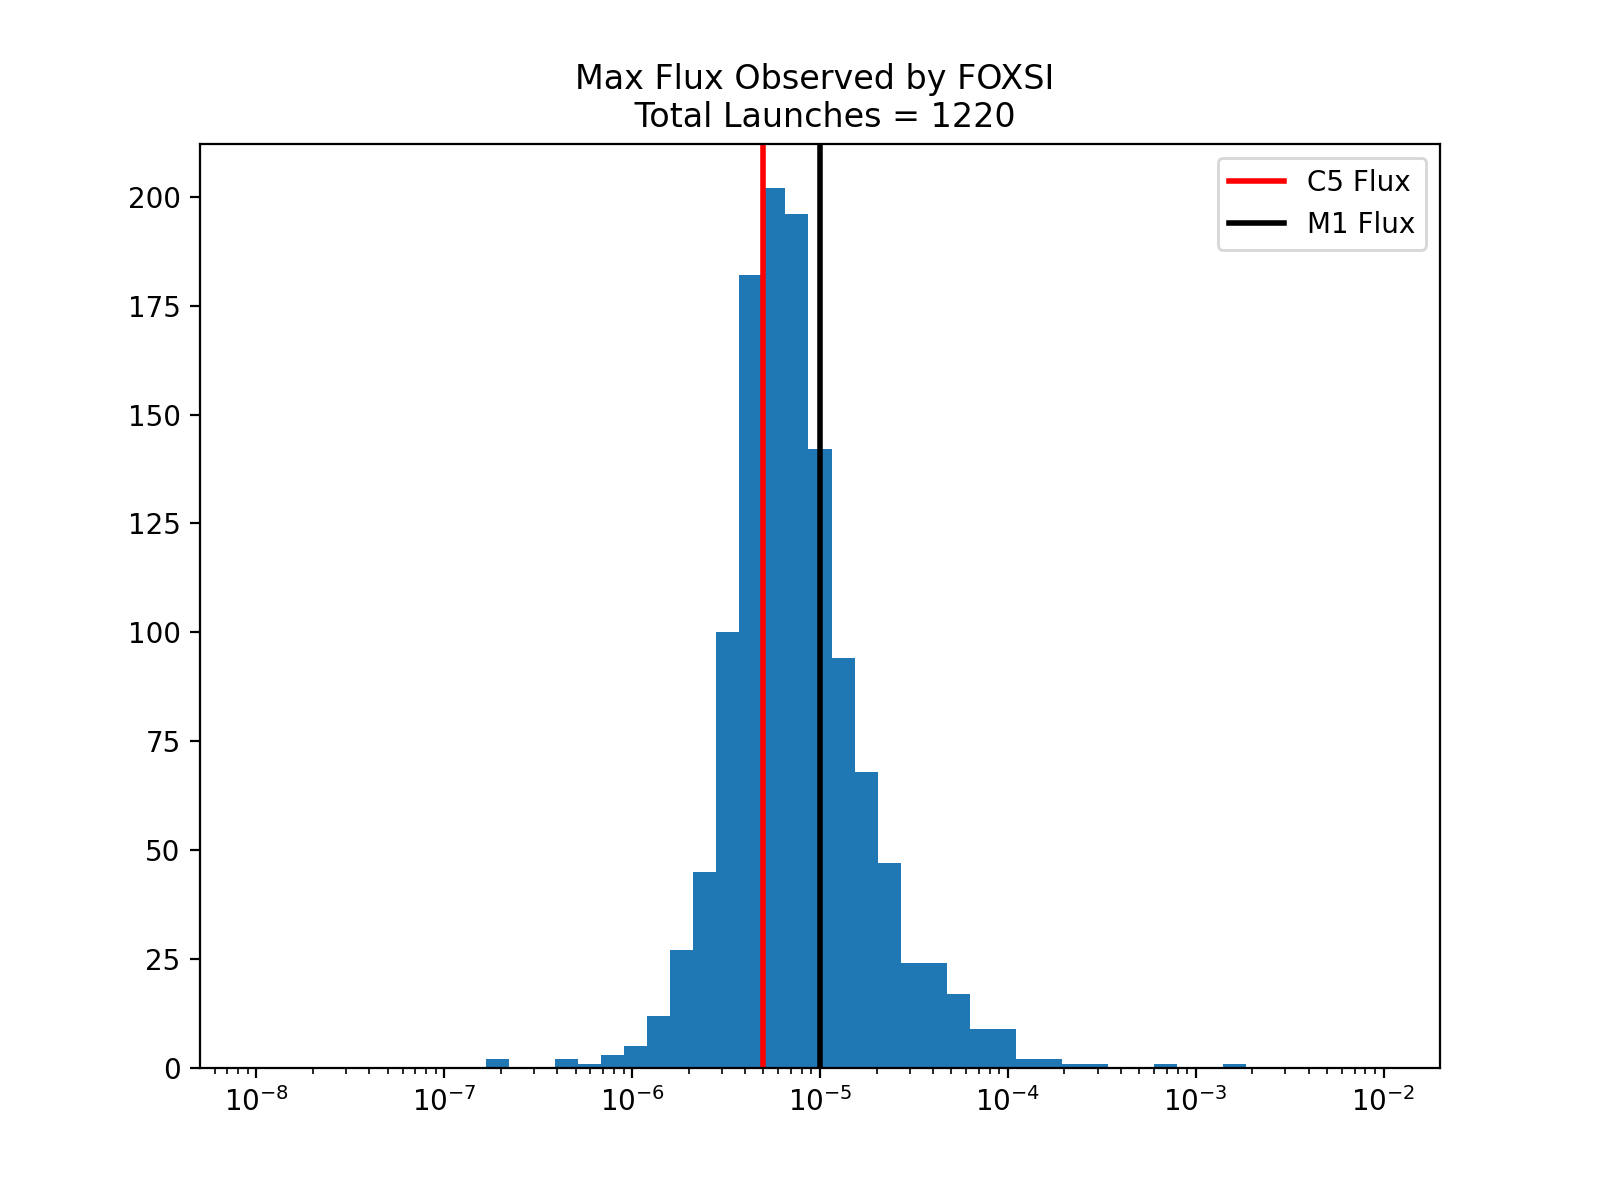 Max Flux Observed by FOXSI
Total Launches = 1220
C5 Flux
M1 Flux
200
175
150
125
100
75
50
25
0
10⁻⁸ 10⁻⁷ 10⁻⁶ 10⁻⁵ 10⁻⁴ 10⁻³ 10⁻²